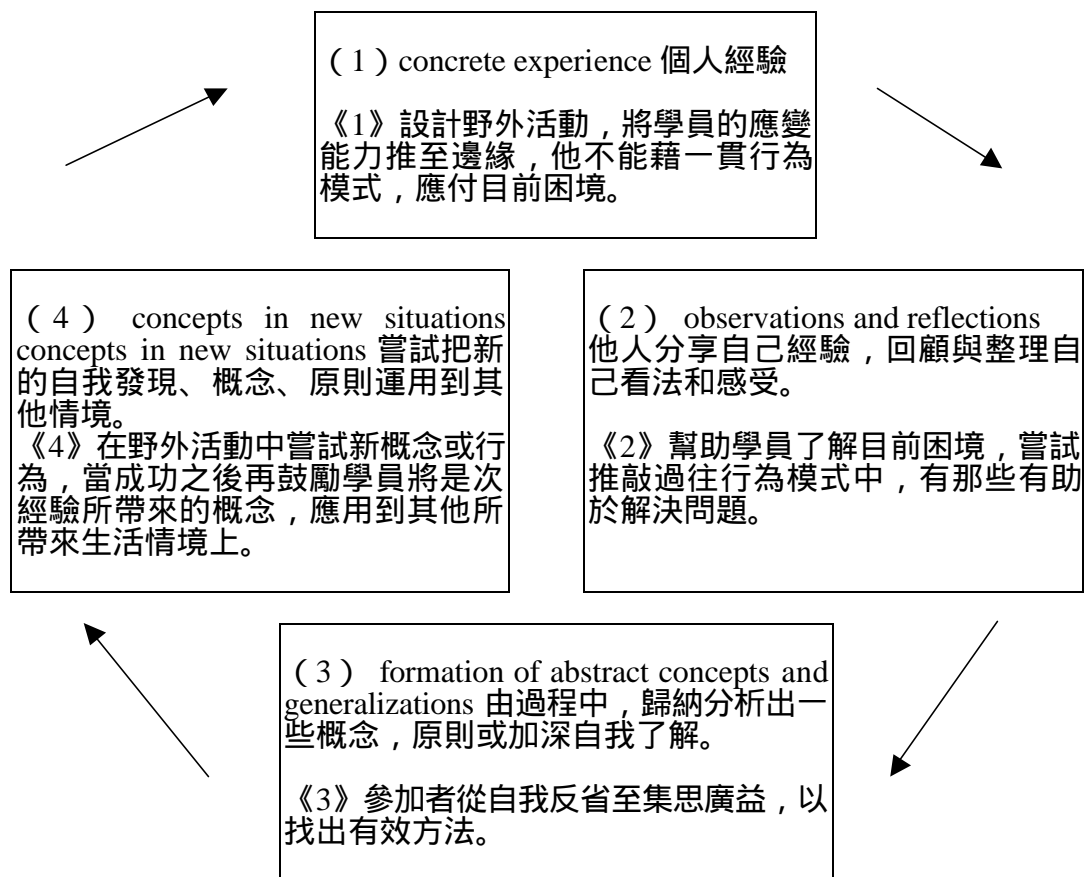 （1）concrete experience 個人經驗
《1》設計野外活動，將學員的應變
能力推至邊緣，他不能藉一貫行為
模式，應付目前困境。
（4） concepts in new situations
concepts in new situations 嘗試把新
的自我發現、概念、原則運用到其
他情境。
《4》在野外活動中嘗試新概念或行
為，當成功之後再鼓勵學員將是次
經驗所帶來的概念，應用到其他所
帶來生活情境上。
（2） observations and reflections
他人分享自己經驗，回顧與整理自
己看法和感受。
《2》幫助學員了解目前困境，嘗試
推敲過往行為模式中，有那些有助
於解決問題。
（3） formation of abstract concepts and
generalizations 由過程中，歸納分析出一
些概念，原則或加深自我了解。
《3》參加者從自我反省至集思廣益，以
找出有效方法。